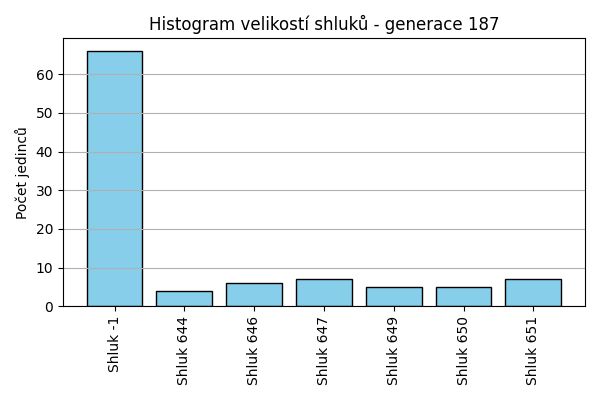 Histogram velikostí shluků - generace 187
Počet jedinců
60
50
40
30
20
10
0
Shluk -1
Shluk 644
Shluk 646
Shluk 647
Shluk 649
Shluk 650
Shluk 651